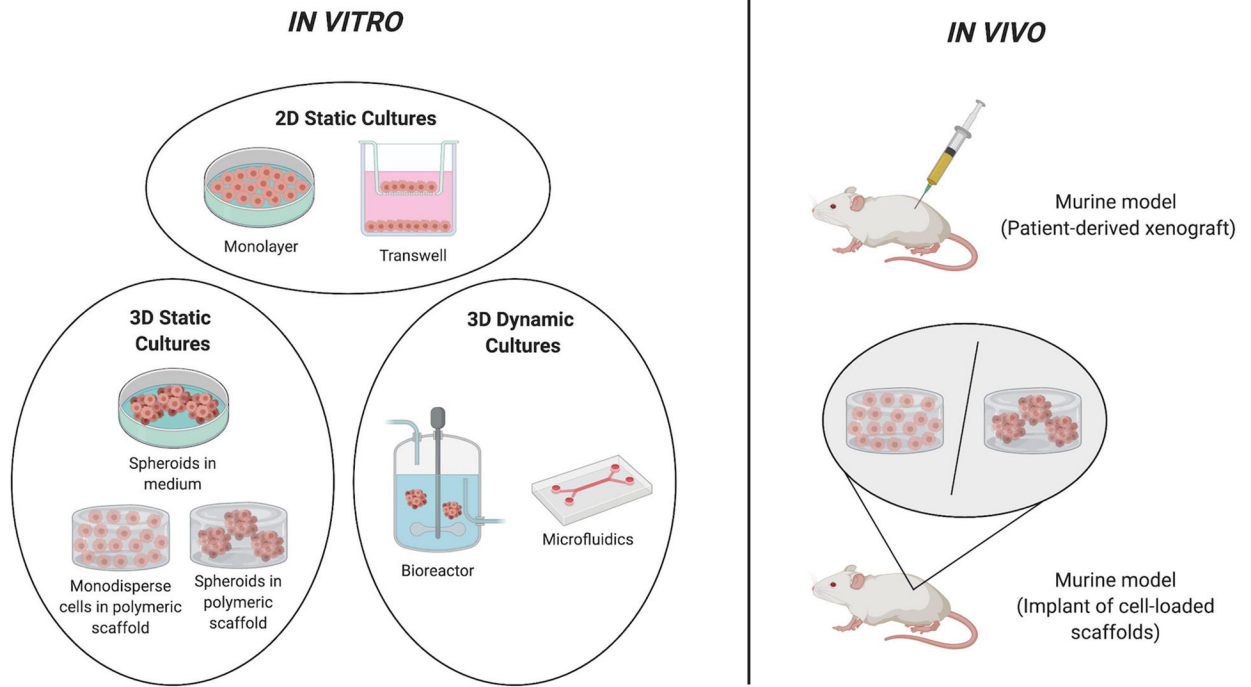 IN VITRO
2D Static Cultures
Monolayer
Transwell
3D Static
Cultures
Spheroids in
medium
Monodisperse
cells in polymeric
scaffold
Spheroids in
polymeric
scaffold
3D Dynamic
Cultures
Bioreactor
Microfluidics
IN VIVO
Murine model
(Patient-derived xenograft)
Murine model
(Implant of cell-loaded
scaffolds)